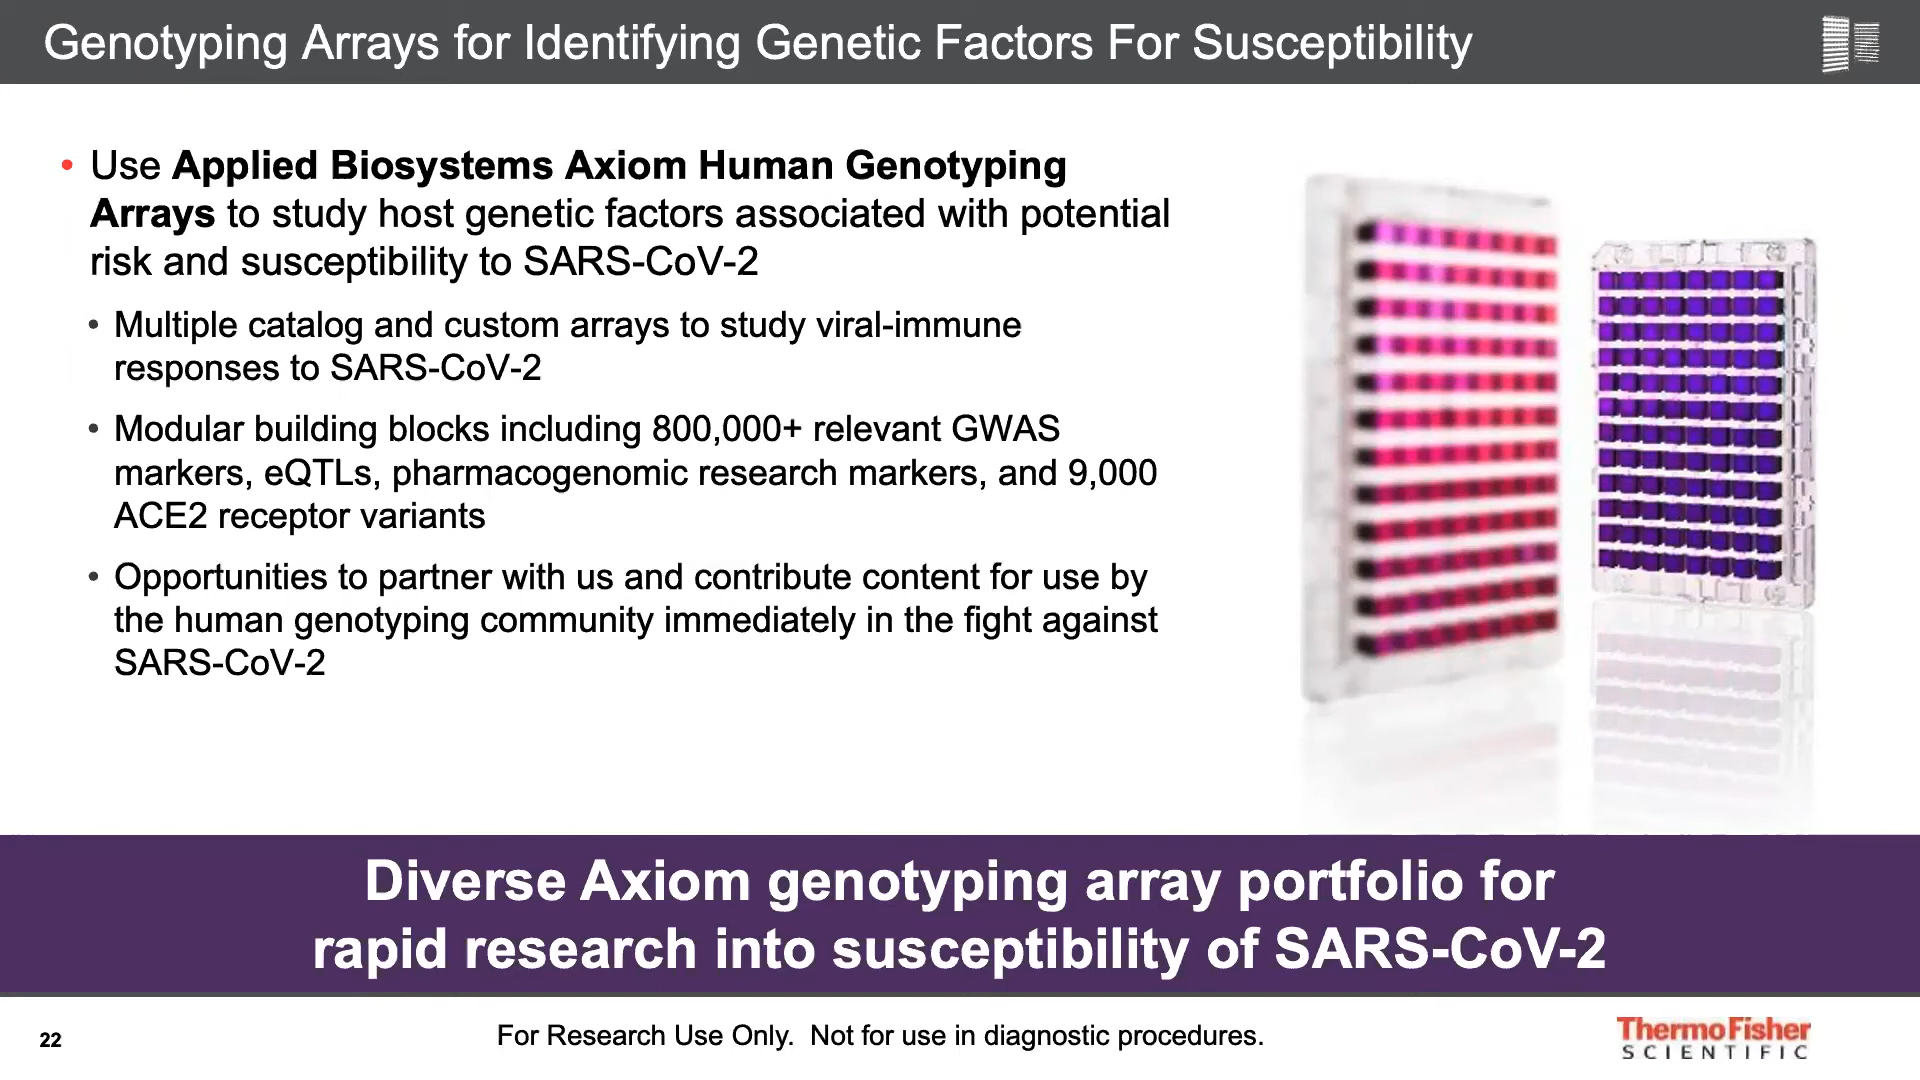 Genotyping Arrays for Identifying Genetic Factors For Susceptibility
• Use Applied Biosystems Axiom Human Genotyping
Arrays to study host genetic factors associated with potential
risk and susceptibility to SARS-CoV-2
• Multiple catalog and custom arrays to study viral-immune
responses to SARS-CoV-2
• Modular building blocks including 800,000+ relevant GWAS
markers, eQTLs, pharmacogenomic research markers, and 9,000
ACE2 receptor variants
• Opportunities to partner with us and contribute content for use by
the human genotyping community immediately in the fight against
SARS-CoV-2
Diverse Axiom genotyping array portfolio for
rapid research into susceptibility of SARS-CoV-2
22
For Research Use Only. Not for use in diagnostic procedures.
ThermoFisher
SCIENTIFIC